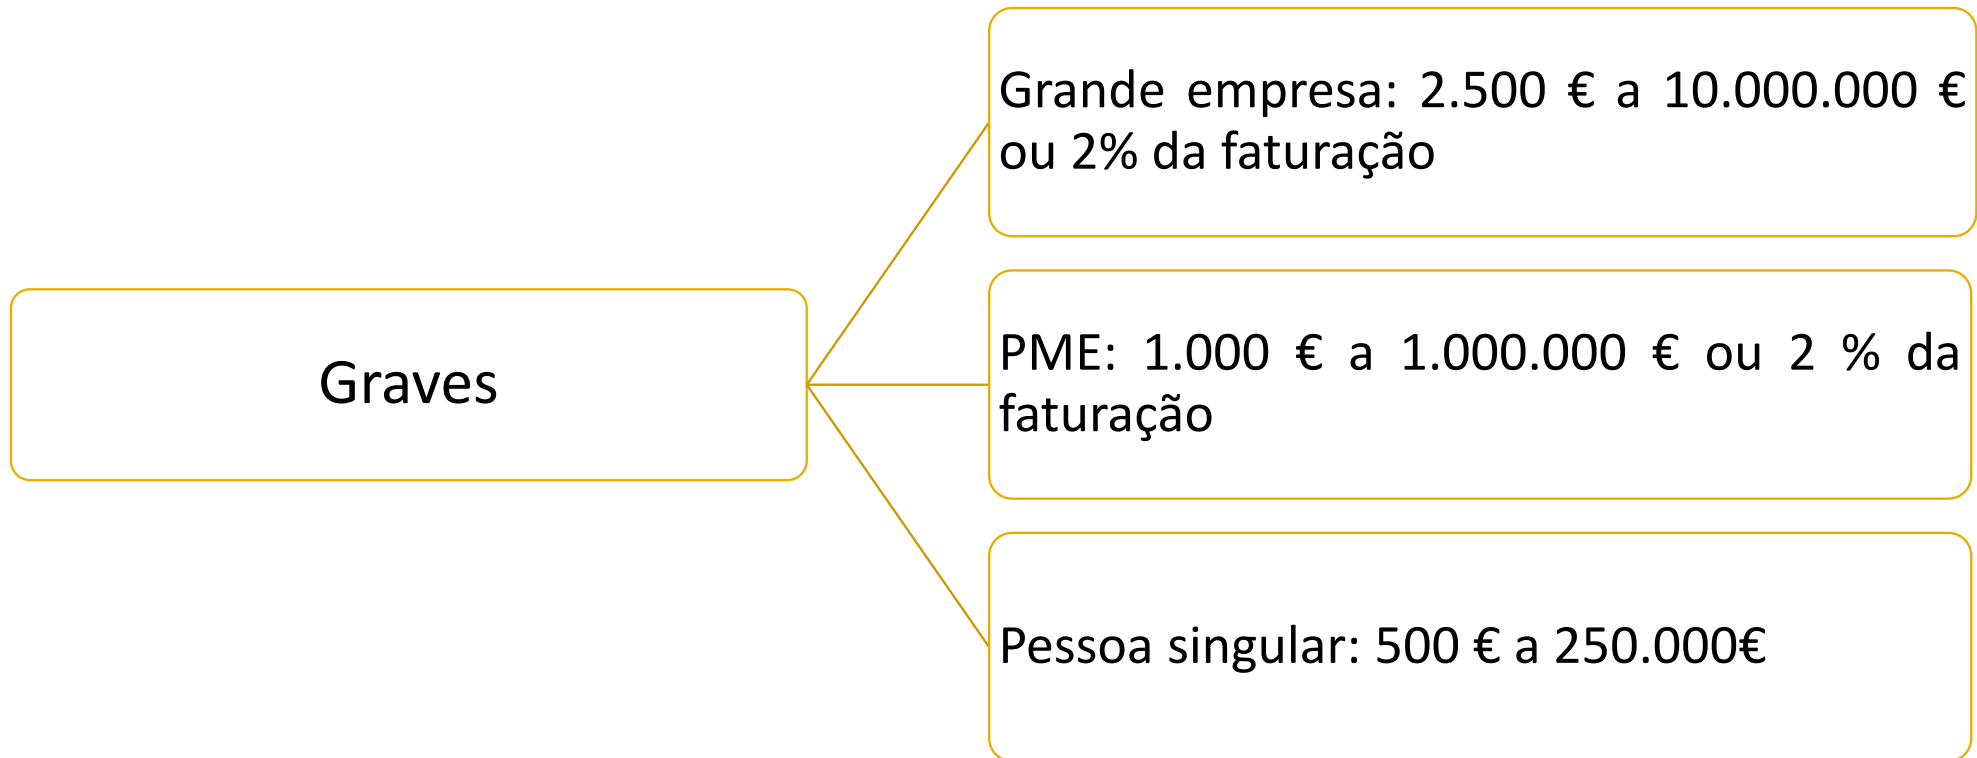 Graves
Grande empresa: 2.500 € a 10.000.000 €
ou 2% da faturação
PME: 1.000 € a 1.000.000 € ou 2 % da
faturação
Pessoa singular: 500 € a 250.000€